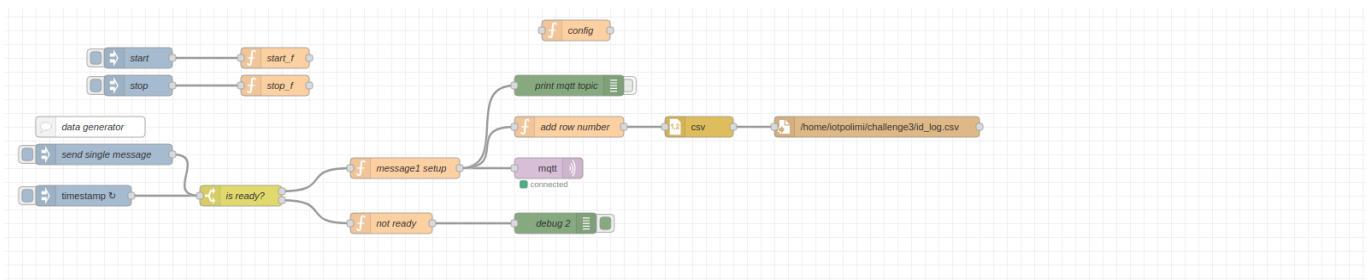 config
start
start_f
stop
stop_f
print mqtt topic
data generator
add row number
csv
/home/iotpolimi/challenge3/id_log.csv
send single message
message1 setup
mqtt
connected
timestamp ↻
is ready?
not ready
debug 2